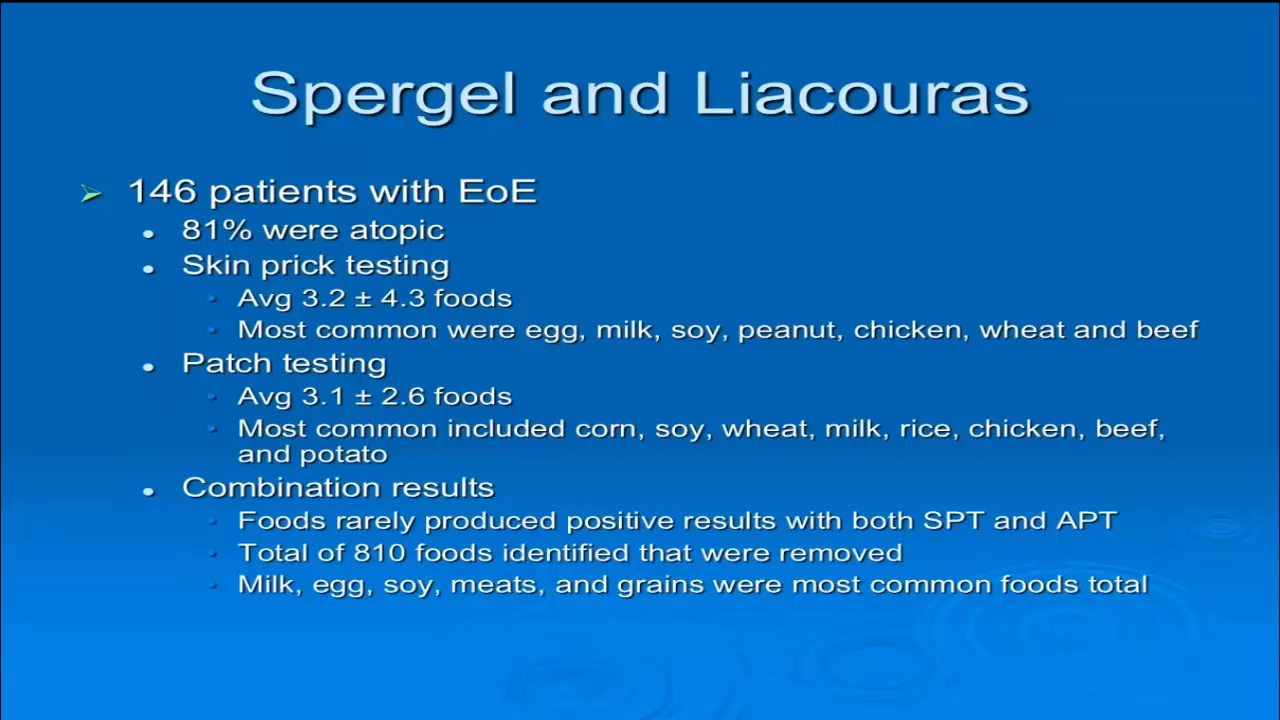 Spergel and Liacouras
146 patients with EoE
81% were atopic
Skin prick testing
Avg 3.2 ± 4.3 foods
Most common were egg, milk, soy, peanut, chicken, wheat and beef
Patch testing
Avg 3.1 ± 2.6 foods
Most common included corn, soy, wheat, milk, rice, chicken, beef,
and potato
Combination results
Foods rarely produced positive results with both SPT and APT
Total of 810 foods identified that were removed
Milk, egg, soy, meats, and grains were most common foods total